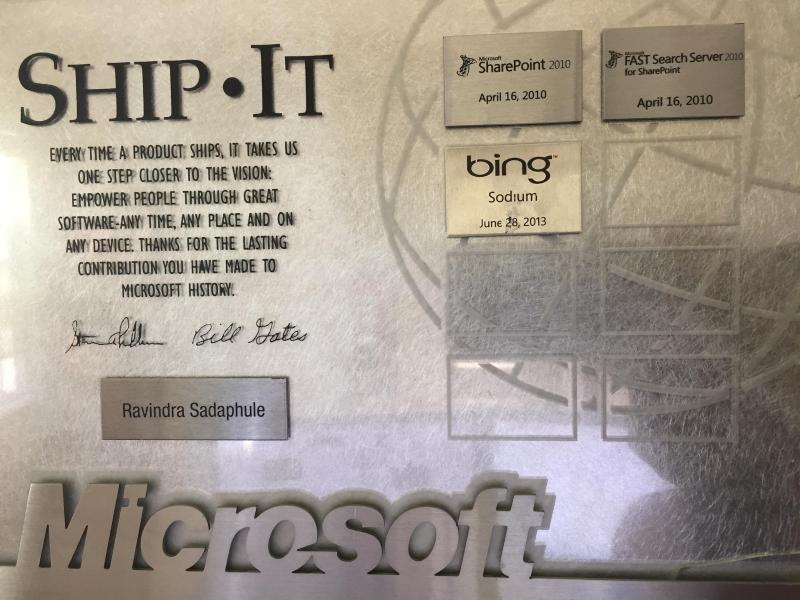 SHIP•IT
EVERY TIME A PRODUCT SHIPS, IT TAKES US
ONE STEP CLOSER TO THE VISION:
EMPOWER PEOPLE THROUGH GREAT
SOFTWARE-ANY TIME, ANY PLACE AND ON
ANY DEVICE. THANKS FOR THE LASTING
CONTRIBUTION YOU HAVE MADE TO
MICROSOFT HISTORY.
Bill Gates
Ravindra Sadaphule
Microsoft
SharePoint 2010
April 16, 2010
Microsoft
FAST Search Server 2010
for SharePoint
April 16, 2010
bing™
Sodium
June 28, 2013
Microsoft